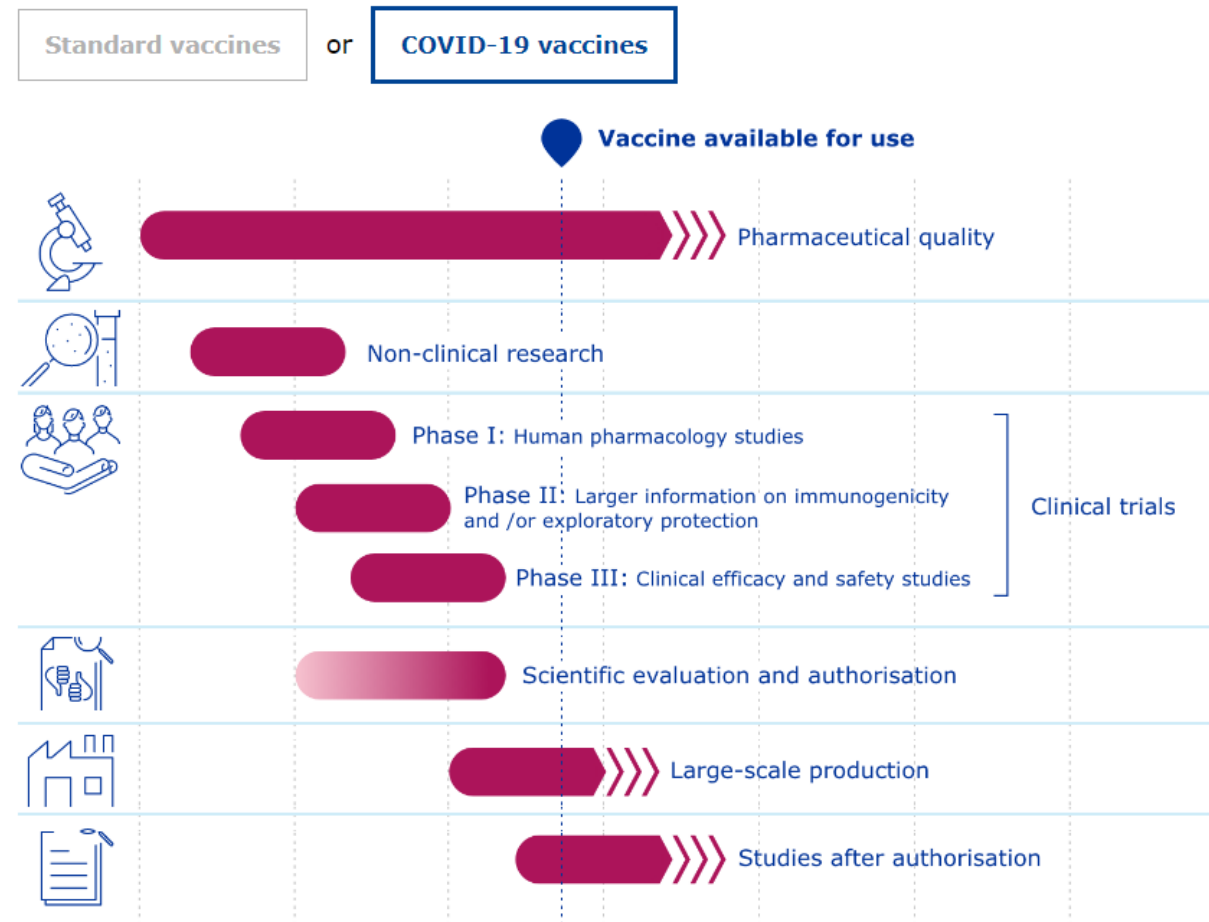 Standard vaccines or COVID-19 vaccines
Vaccine available for use
Pharmaceutical quality
Non-clinical research
Phase I: Human pharmacology studies
Phase II: Larger information on immunogenicity
and /or exploratory protection
Clinical trials
Phase III: Clinical efficacy and safety studies
Scientific evaluation and authorisation
Large-scale production
Studies after authorisation